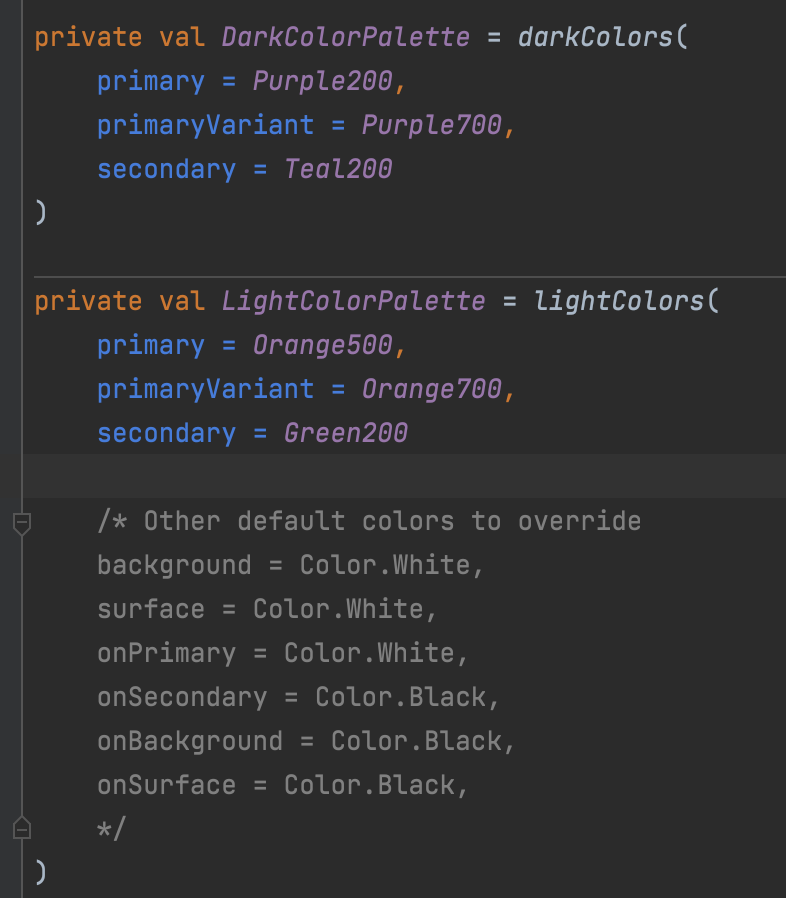 private val DarkColorPalette = darkColors(
    primary = Purple200,
    primaryVariant = Purple700,
    secondary = Teal200
)
private val LightColorPalette = lightColors(
    primary = Orange500,
    primaryVariant = Orange700,
    secondary = Green200
    /* Other default colors to override
    background = Color.White,
    surface = Color.White,
    onPrimary = Color.White,
    onSecondary = Color.Black,
    onBackground = Color.Black,
    onSurface = Color.Black,
    */
)